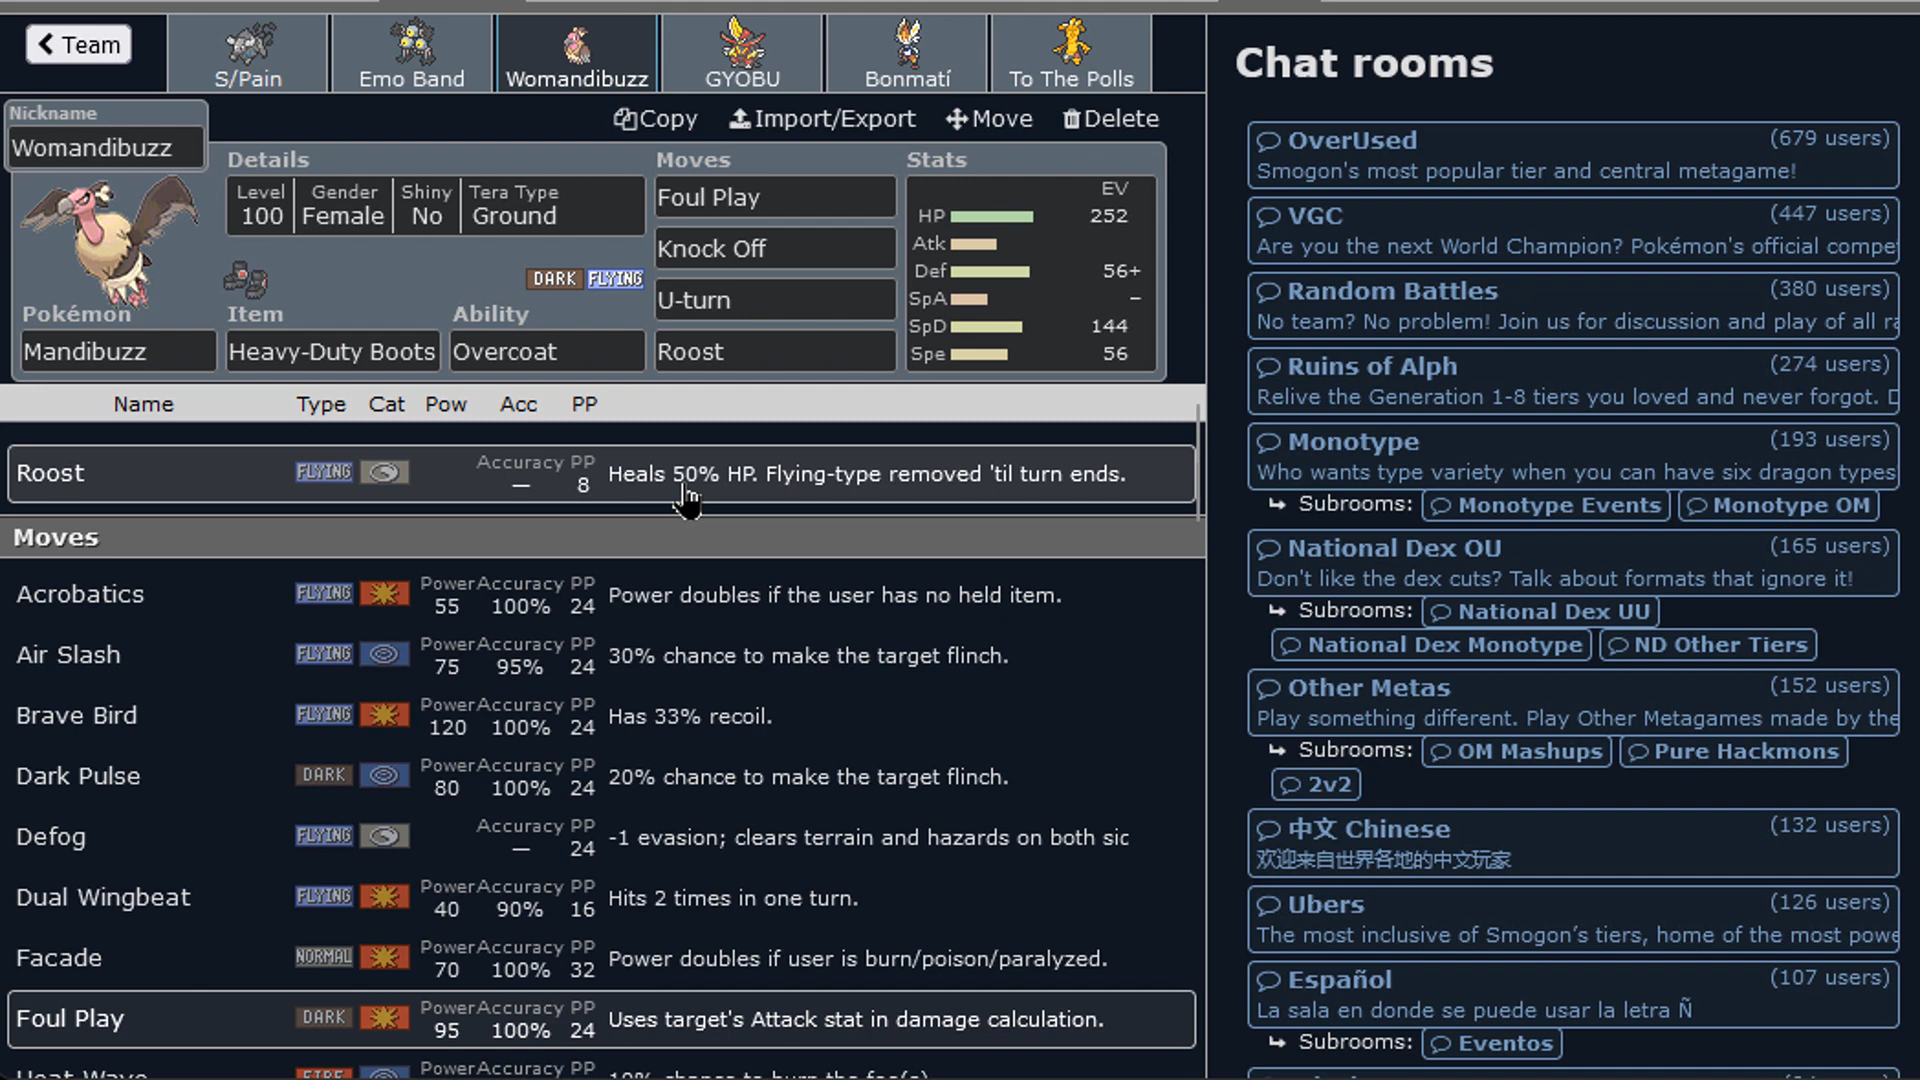 Team
S/Pain
Emo Band
Womandibuzz
GYOBU
Bonmatí
To The Polls
Copy
Import/Export
Move
Delete
Nickname
Womandibuzz
Details
Level
100
Gender
Female
Shiny
No
Tera Type
Ground
DARK FLYING
Pokémon
Mandibuzz
Item
Heavy-Duty Boots
Ability
Overcoat
Moves
Foul Play
Knock Off
U-turn
Roost
Stats
EV
HP 252
Atk
Def 56+
SpA –
SpD 144
Spe 56
Name Type Cat Pow Acc PP
Roost FLYING Accuracy — PP 8 Heals 50% HP. Flying-type removed 'til turn ends.
Moves
Acrobatics FLYING Power 55 Accuracy 100% PP 24 Power doubles if the user has no held item.
Air Slash FLYING Power 75 Accuracy 95% PP 24 30% chance to make the target flinch.
Brave Bird FLYING Power 120 Accuracy 100% PP 24 Has 33% recoil.
Dark Pulse DARK Power 80 Accuracy 100% PP 24 20% chance to make the target flinch.
Defog FLYING Accuracy — PP 24 -1 evasion; clears terrain and hazards on both sic
Dual Wingbeat FLYING Power 40 Accuracy 90% PP 16 Hits 2 times in one turn.
Facade NORMAL Power 70 Accuracy 100% PP 32 Power doubles if user is burn/poison/paralyzed.
Foul Play DARK Power 95 Accuracy 100% PP 24 Uses target's Attack stat in damage calculation.
Heat Wave FIRE
Chat rooms
OverUsed (679 users)
Smogon's most popular tier and central metagame!
VGC (447 users)
Are you the next World Champion? Pokémon's official compe
Random Battles (380 users)
No team? No problem! Join us for discussion and play of all ra
Ruins of Alph (274 users)
Relive the Generation 1-8 tiers you loved and never forgot. D
Monotype (193 users)
Who wants type variety when you can have six dragon types
Subrooms: Monotype Events Monotype OM
National Dex OU (165 users)
Don't like the dex cuts? Talk about formats that ignore it!
Subrooms: National Dex UU
National Dex Monotype ND Other Tiers
Other Metas (152 users)
Play something different. Play Other Metagames made by the
Subrooms: OM Mashups Pure Hackmons
2v2
中文 Chinese (132 users)
欢迎来自世界各地的中文玩家
Ubers (126 users)
The most inclusive of Smogon's tiers, home of the most powe
Español (107 users)
La sala en donde se puede usar la letra Ñ
Subrooms: Eventos